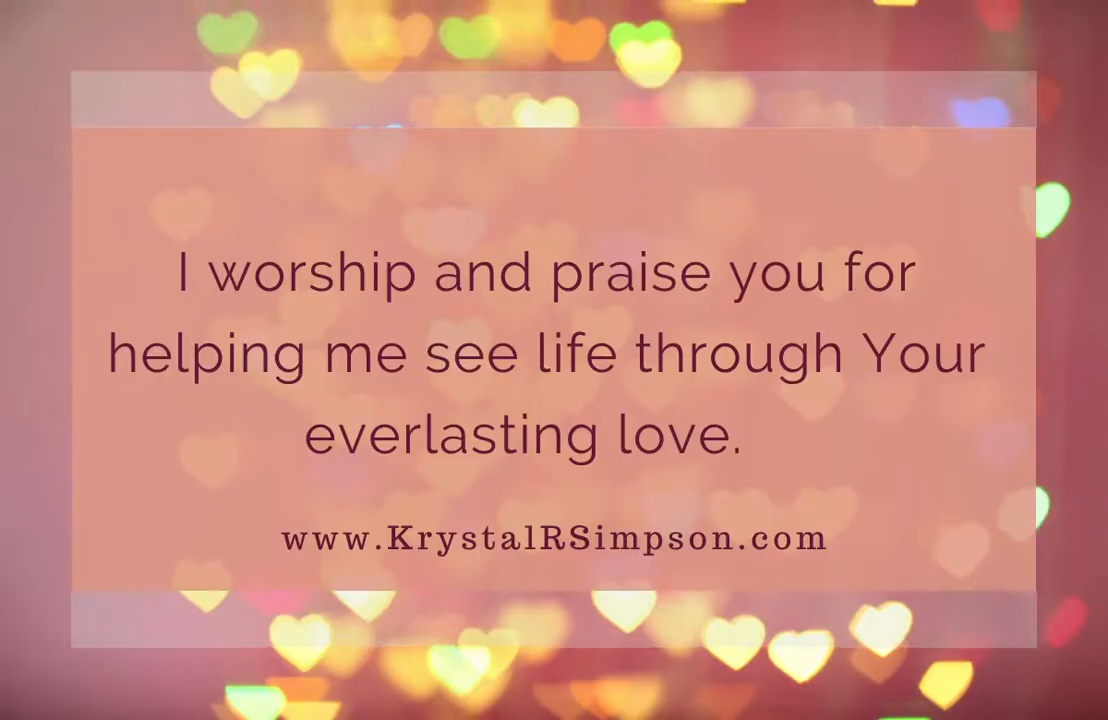 I worship and praise you for
helping me see life through Your
everlasting love.
www.KrystalRSimpson.com